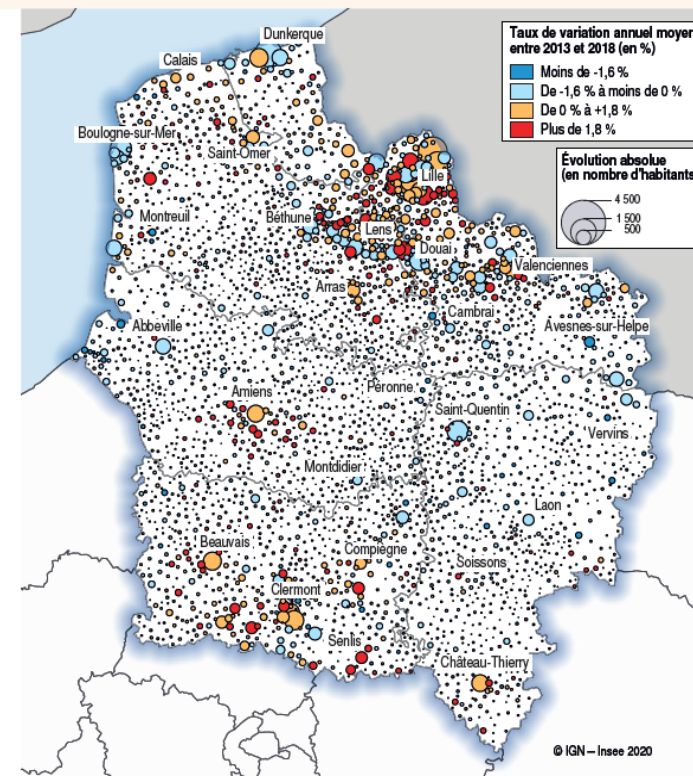 Taux de variation annuel moyen
entre 2013 et 2018 (en %)
Moins de -1,6 %
De -1,6 % à moins de 0 %
De 0 % à +1,8 %
Plus de 1,8 %
Évolution absolue
(en nombre d'habitants
4 500
1 500
500
Dunkerque
Calais
Boulogne-sur-Mer
Saint-Omer
Lille
Montreuil
Béthune
Lens
Douai
Valenciennes
Arras
Cambrai
Abbeville
Avesnes-sur-Helpe
Péronne
Amiens
Saint-Quentin
Vervins
Montdidier
Laon
Beauvais
Compiègne
Soissons
Clermont
Senlis
Château-Thierry
© IGN – Insee 2020